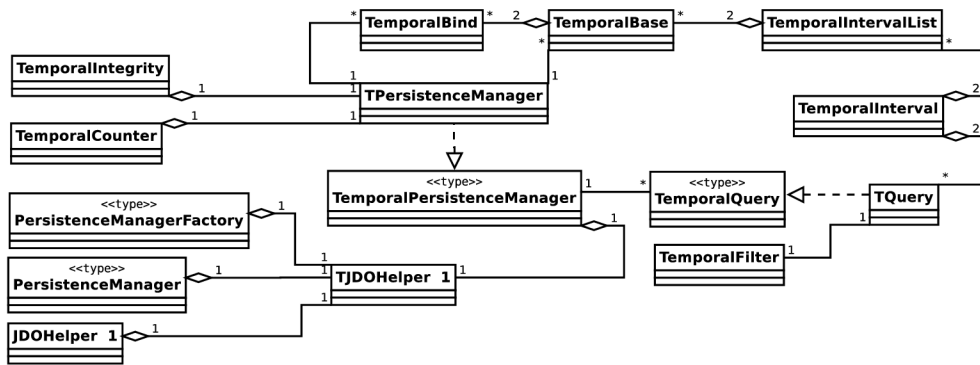 * TemporalBind * 2 TemporalBase * 2 TemporalIntervalList
* *
TemporalIntegrity 1 1 1 TPersistenceManager
TemporalCounter 1 1
TemporalInterval 2
2
<<type>>
TemporalPersistenceManager 1 *
<<type>>
TemporalQuery
TQuery *
1
<<type>>
PersistenceManagerFactory 1
1
TemporalFilter 1
<<type>>
PersistenceManager 1
1
1
TJDOHelper 1 1
1
JDOHelper 1 1